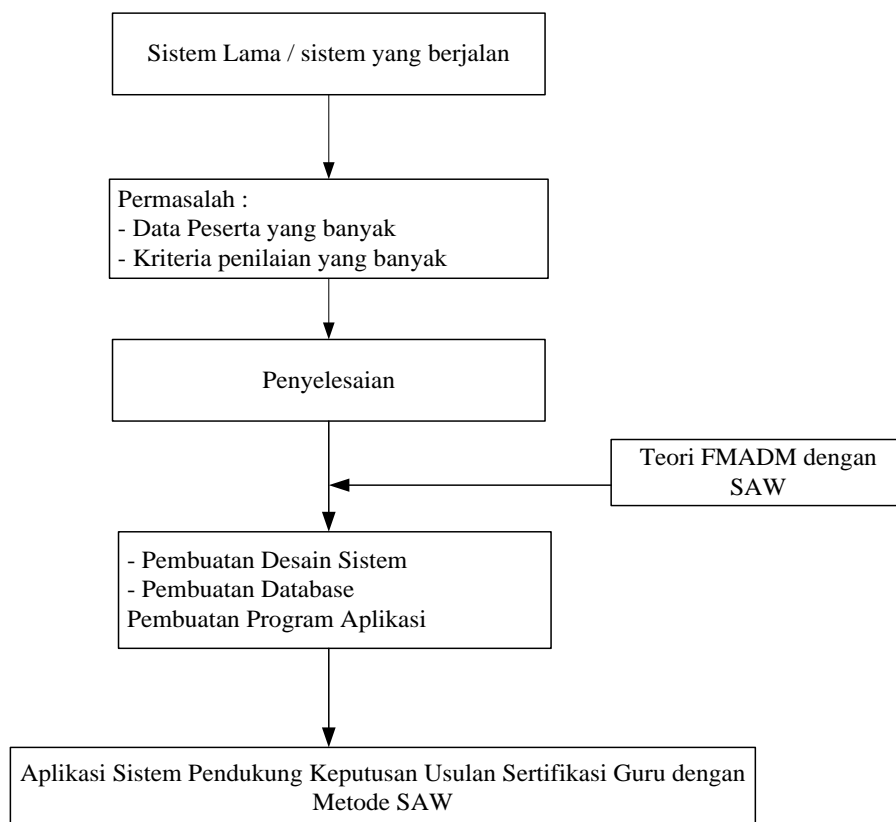 Sistem Lama / sistem yang berjalan
Permasalah :
- Data Peserta yang banyak
- Kriteria penilaian yang banyak
Penyelesaian
Teori FMADM dengan
SAW
- Pembuatan Desain Sistem
- Pembuatan Database
Pembuatan Program Aplikasi
Aplikasi Sistem Pendukung Keputusan Usulan Sertifikasi Guru dengan
Metode SAW